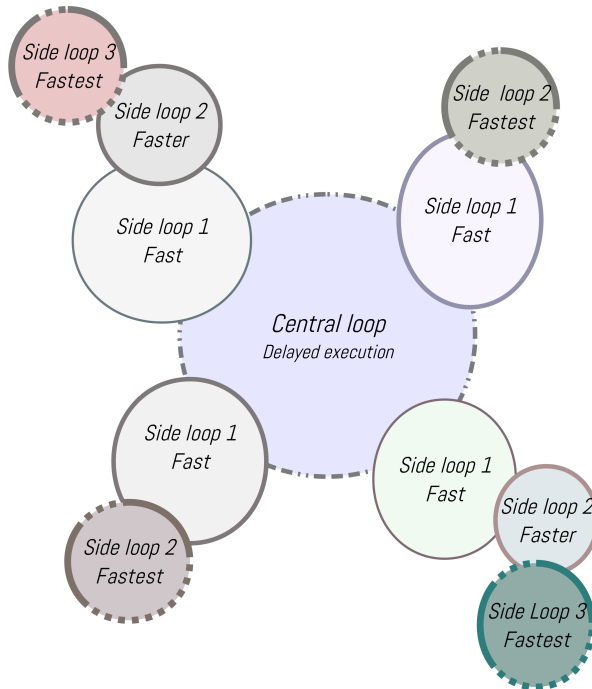 Side loop 3
Fastest
Side loop 2
Faster
Side loop 1
Fast
Side loop 2
Fastest
Side loop 1
Fast
Central loop
Delayed execution
Side loop 1
Fast
Side loop 2
Fastest
Side loop 1
Fast
Side loop 2
Faster
Side Loop 3
Fastest